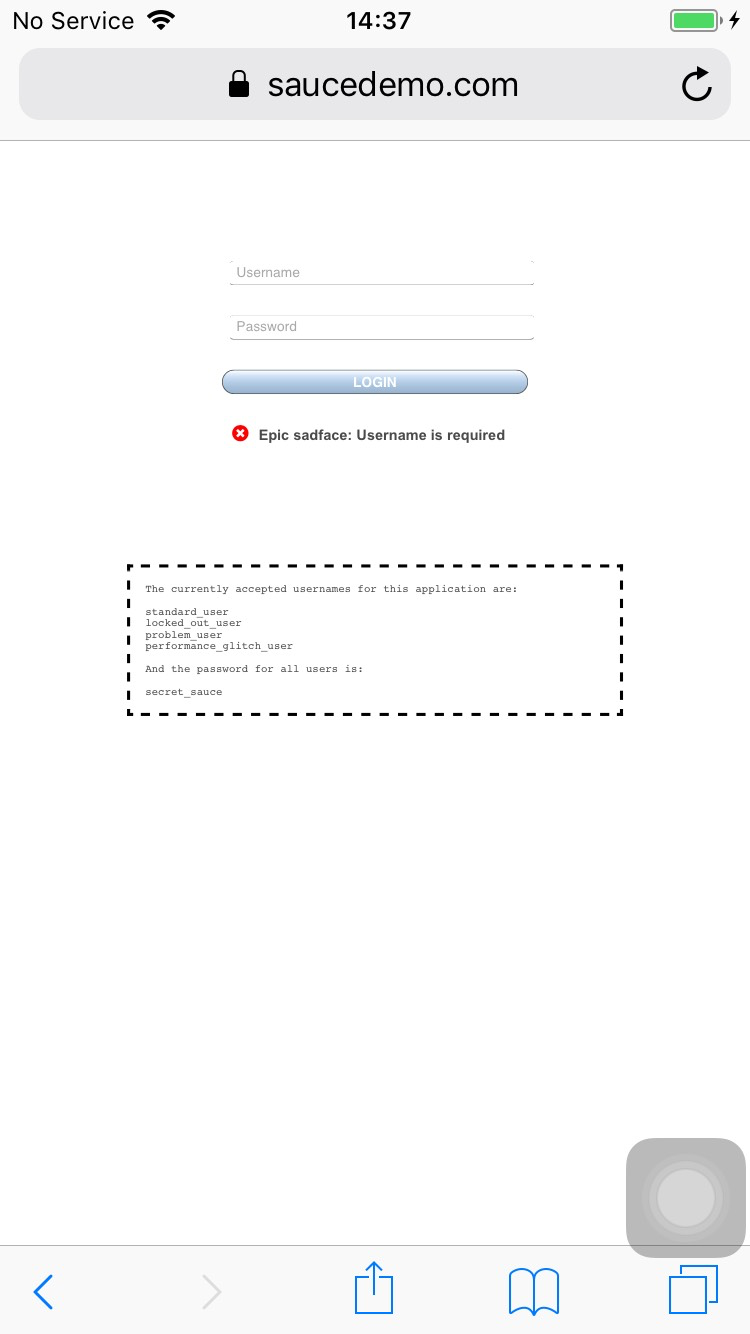 No Service 14:37
saucedemo.com
Username
Password
LOGIN
Epic sadface: Username is required
The currently accepted usernames for this application are:
standard_user
locked_out_user
problem_user
performance_glitch_user
And the password for all users is:
secret_sauce